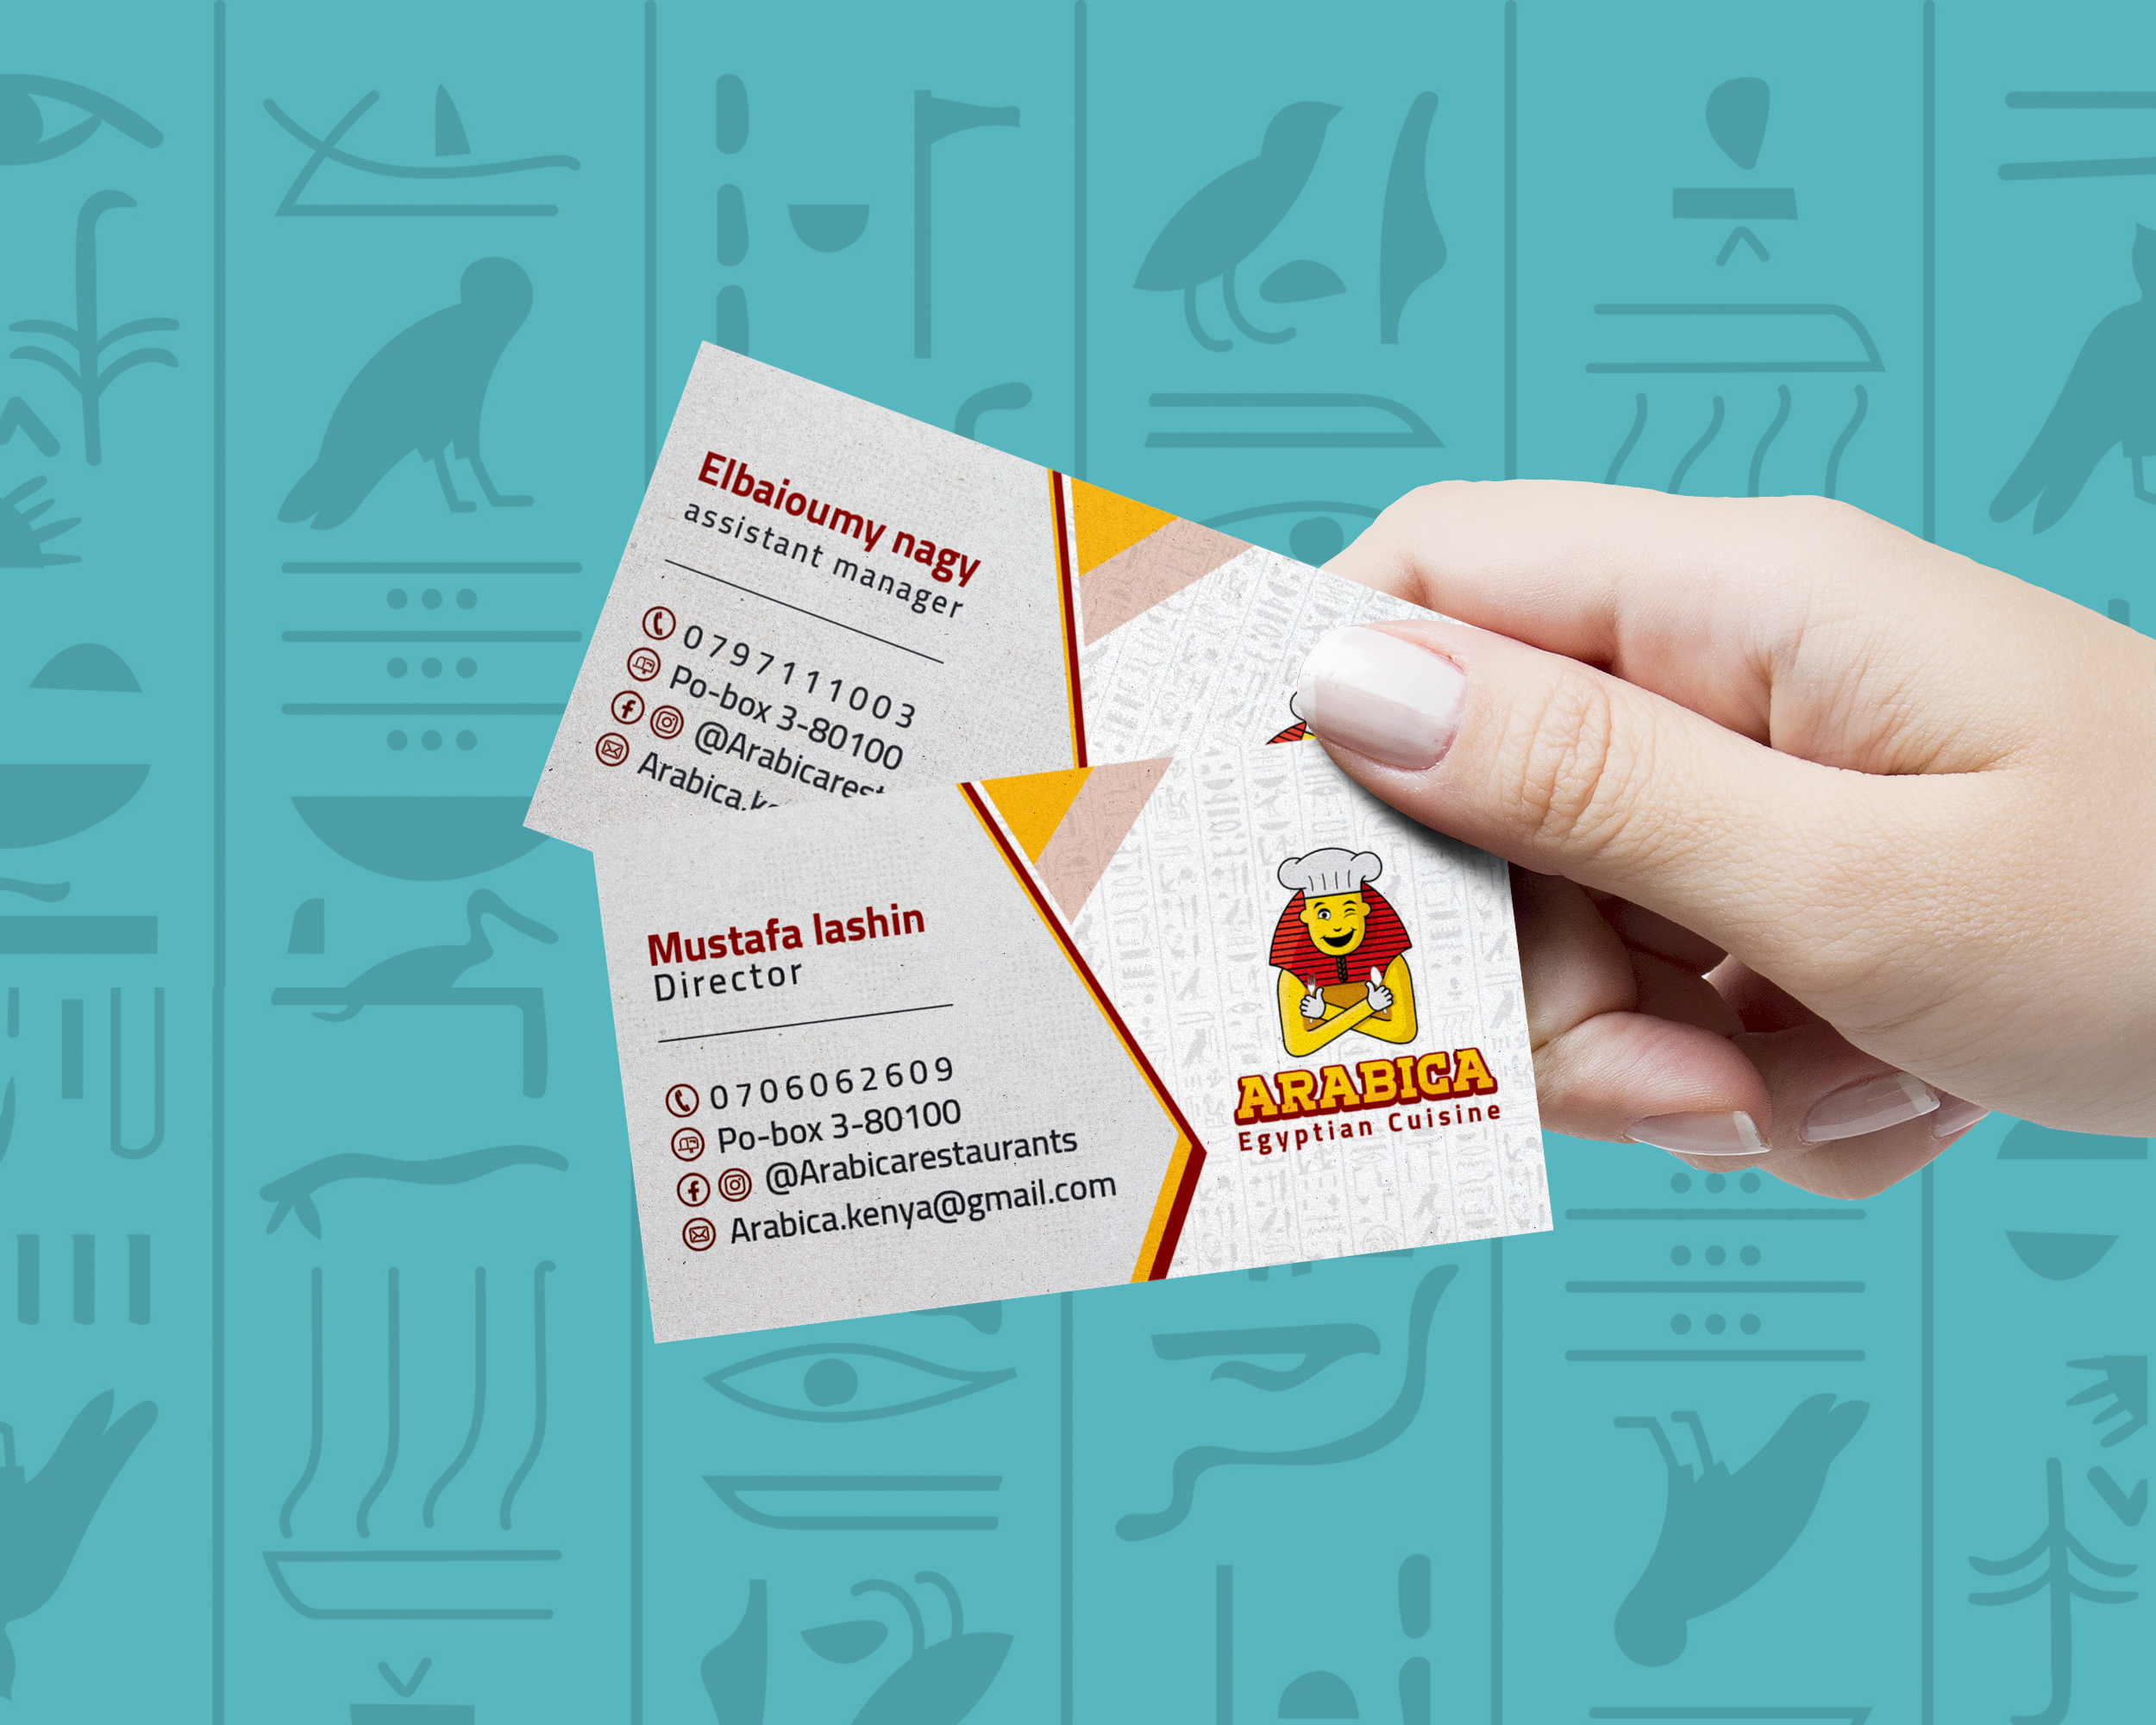 Elbaioumy nagy
assistant manager
0797111003
Po-box 3-80100
@Arabicarest
Arabica.k
Mustafa lashin
Director
0706062609
Po-box 3-80100
@Arabicarestaurants
Arabica.kenya@gmail.com
ARABICA
Egyptian Cuisine